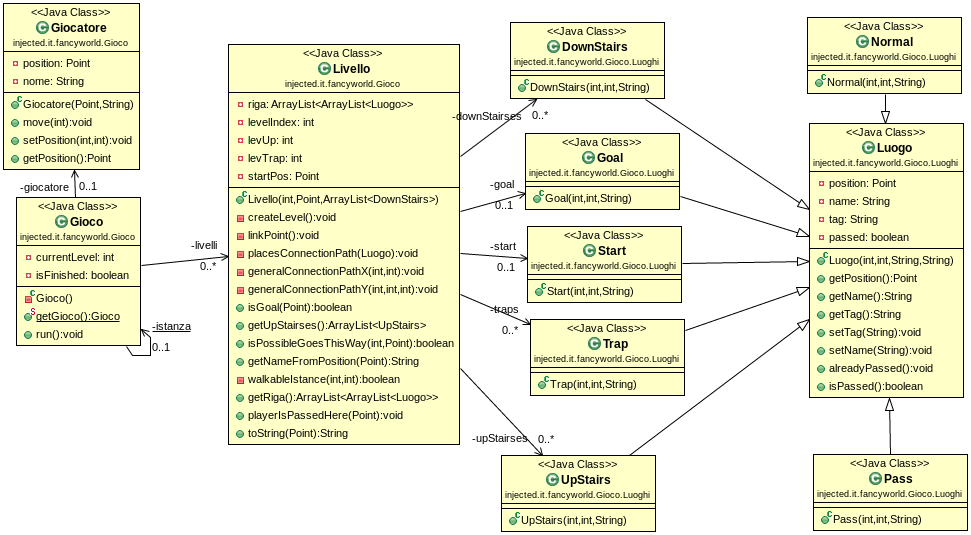 <<Java Class>>
Giocatore
injected.it.fancyworld.Gioco
position: Point
nome: String
Giocatore(Point,String)
move(int):void
setPosition(int,int):void
getPosition():Point
-giocatore
0..1
<<Java Class>>
Gioco
injected.it.fancyworld.Gioco
currentLevel: int
isFinished: boolean
Gioco()
getGioco():Gioco
run():void
-istanza
0..1
-livelli
0..*
<<Java Class>>
Livello
injected.it.fancyworld.Gioco
riga: ArrayList<ArrayList<Luogo>>
levelIndex: int
levUp: int
levTrap: int
startPos: Point
Livello(int,Point,ArrayList<DownStairs>)
createLevel():void
linkPoint():void
placesConnectionPath(Luogo):void
generalConnectionPathX(int,int):void
generalConnectionPathY(int,int,int):void
isGoal(Point):boolean
getUpStairses():ArrayList<UpStairs>
isPossibleGoesThisWay(int,Point):boolean
getNameFromPosition(Point):String
walkableIstance(int,int):boolean
getRiga():ArrayList<ArrayList<Luogo>>
playerIsPassedHere(Point):void
toString(Point):String
-downStairses
0..*
-goal
0..1
-start
0..1
-traps
0..*
-upStairses
0..*
<<Java Class>>
DownStairs
injected.it.fancyworld.Gioco.Luoghi
DownStairs(int,int,String)
<<Java Class>>
Goal
injected.it.fancyworld.Gioco.Luoghi
Goal(int,int,String)
<<Java Class>>
Start
injected.it.fancyworld.Gioco.Luoghi
Start(int,int,String)
<<Java Class>>
Trap
injected.it.fancyworld.Gioco.Luoghi
Trap(int,int,String)
<<Java Class>>
UpStairs
injected.it.fancyworld.Gioco.Luoghi
UpStairs(int,int,String)
<<Java Class>>
Normal
injected.it.fancyworld.Gioco.Luoghi
Normal(int,int,String)
<<Java Class>>
Luogo
injected.it.fancyworld.Gioco.Luoghi
position: Point
name: String
tag: String
passed: boolean
Luogo(int,int,String,String)
getPosition():Point
getName():String
getTag():String
setTag(String):void
setName(String):void
alreadyPassed():void
isPassed():boolean
<<Java Class>>
Pass
injected.it.fancyworld.Gioco.Luoghi
Pass(int,int,String)